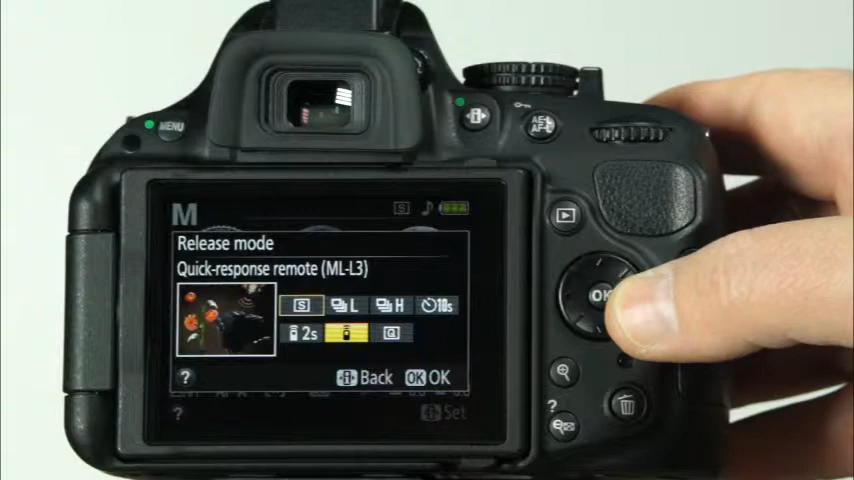 MENU
i
AE-L
AF-L
M
S
Release mode
Quick-response remote (ML-L3)
S L H 10s
2s Q
? i Back OK OK
? i Set
OK
?